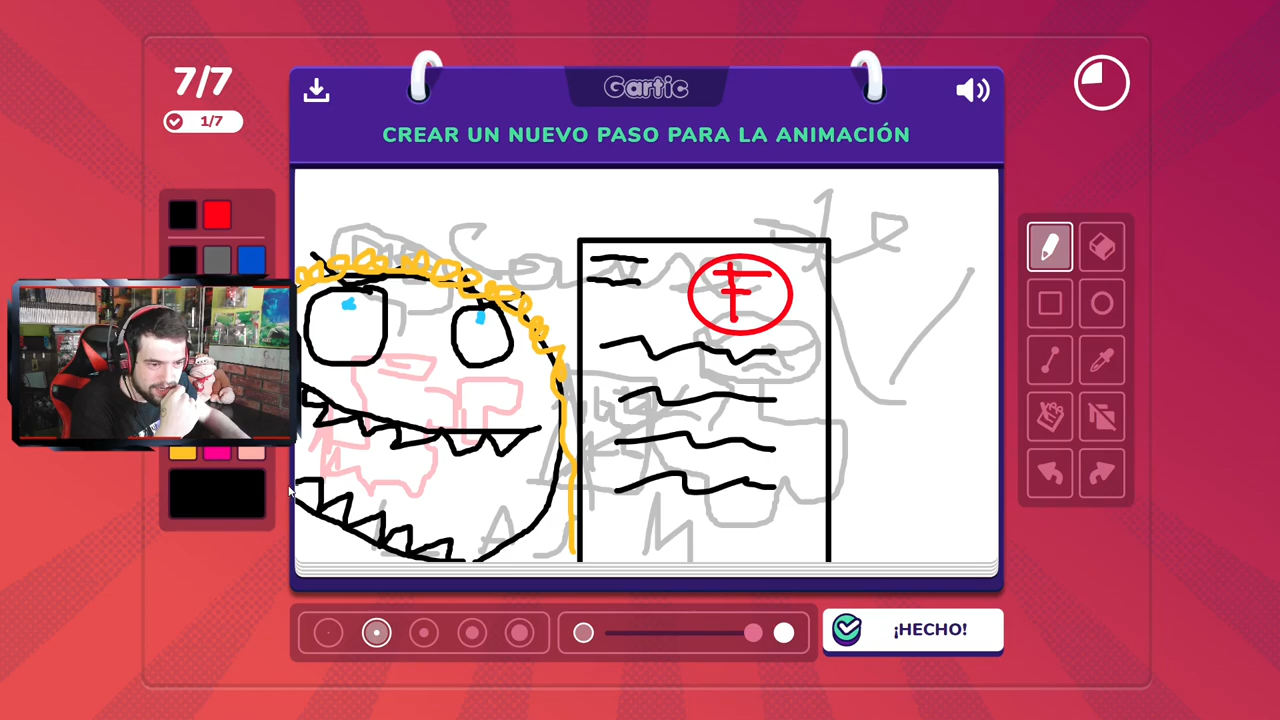 7/7
1/7
Gartic
CREAR UN NUEVO PASO PARA LA ANIMACIÓN
F
¡HECHO!